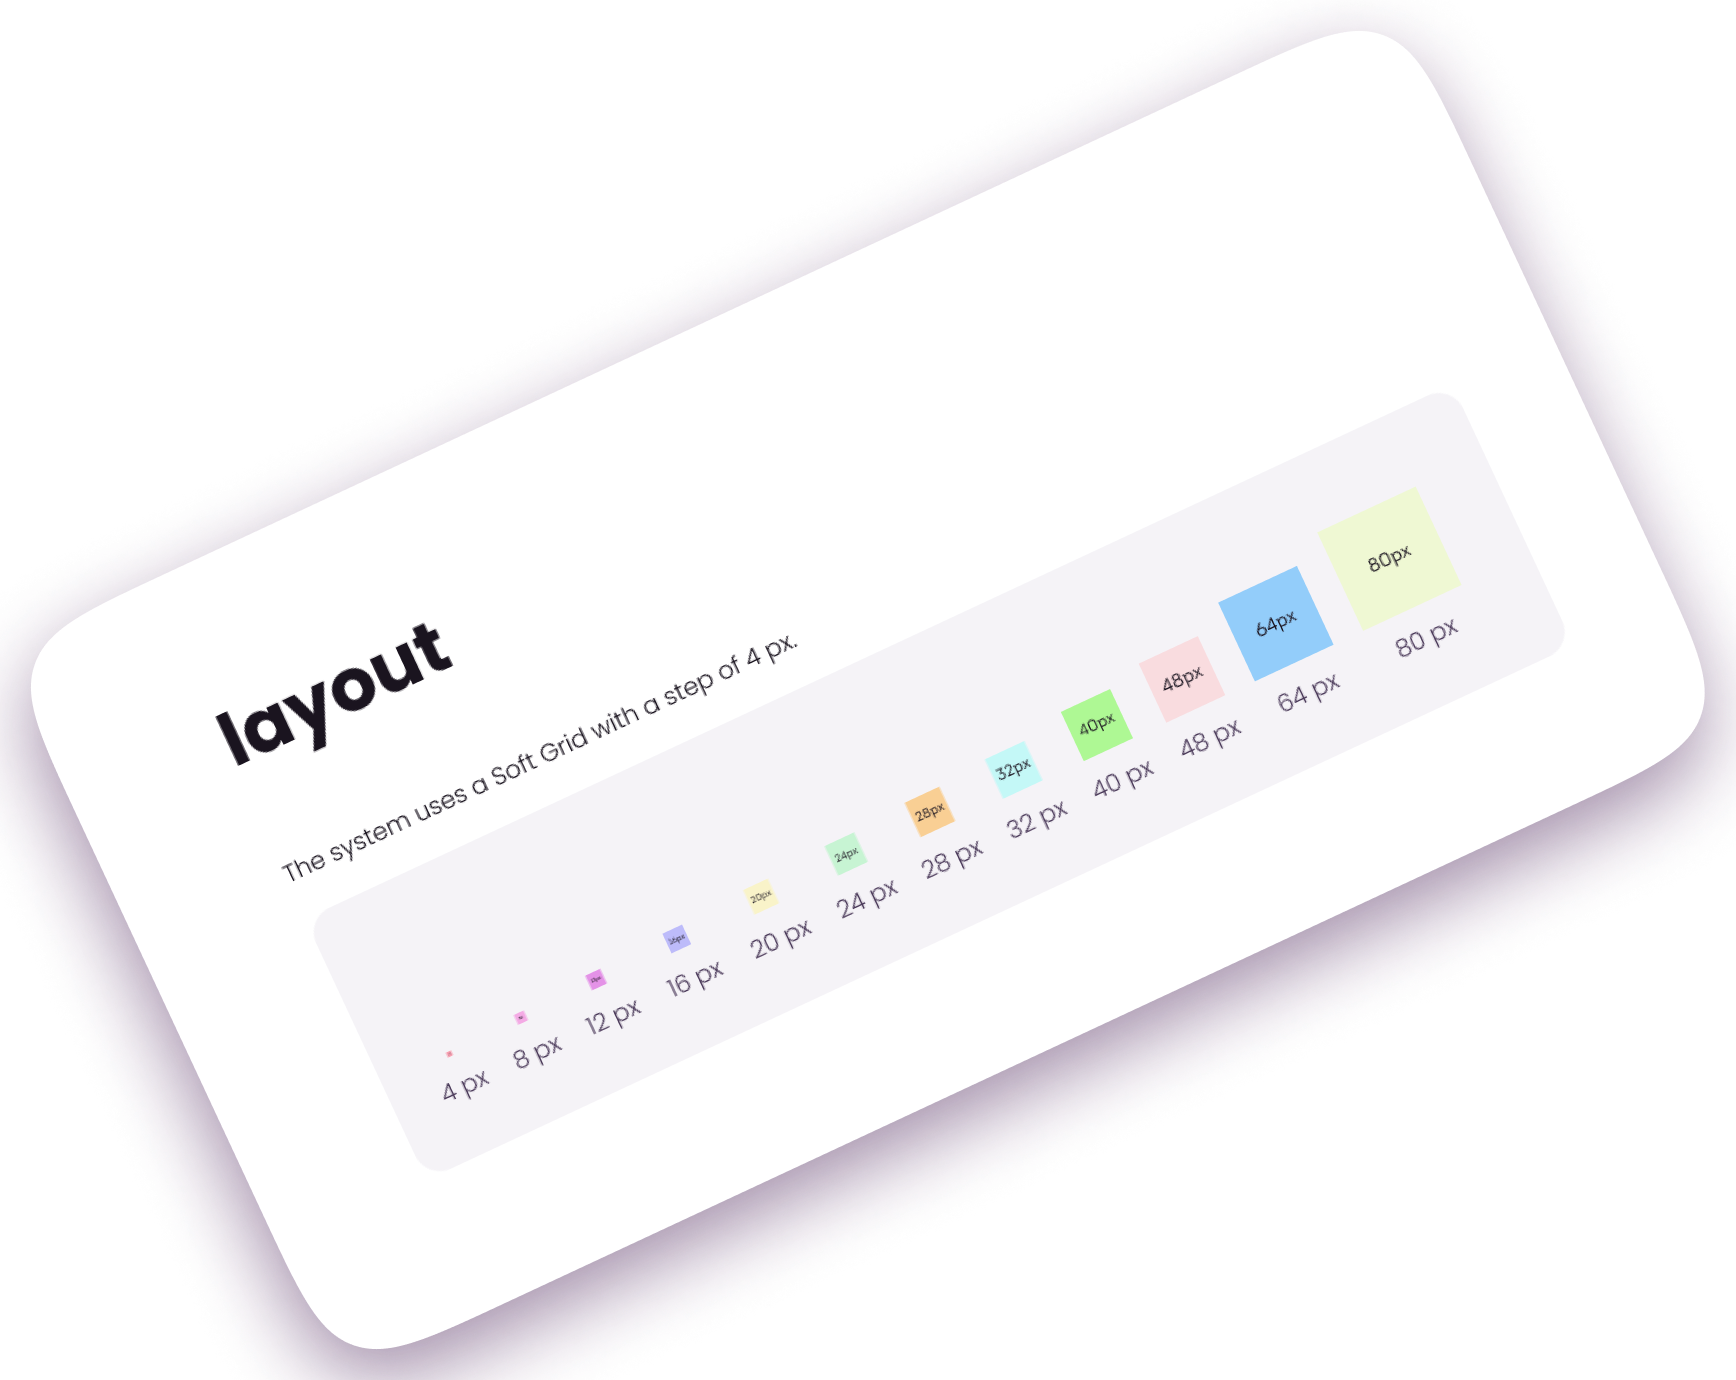 layout
The system uses a Soft Grid with a step of 4 px.
16px 20px 24px 28px 32px 40px 48px 64px 80px
4 px 8 px 12 px 16 px 20 px 24 px 28 px 32 px 40 px 48 px 64 px 80 px